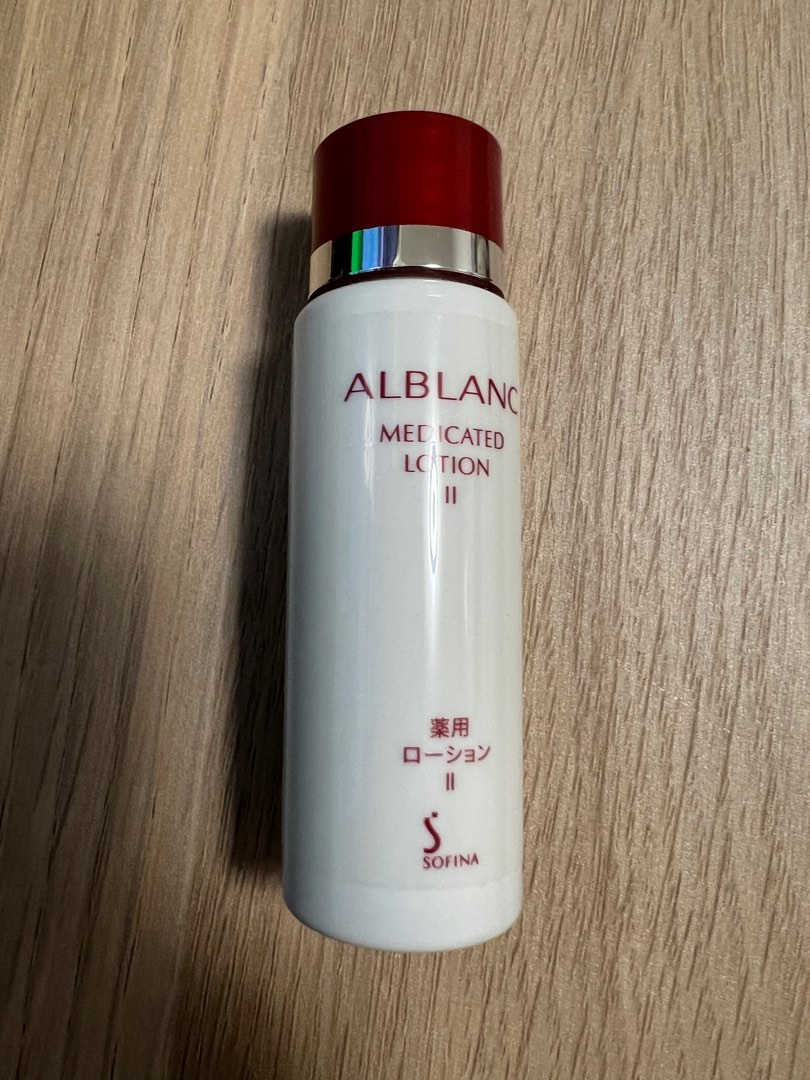 ALBLANC
MEDICATED
LOTION
II
薬用
ローション
II
SOFINA